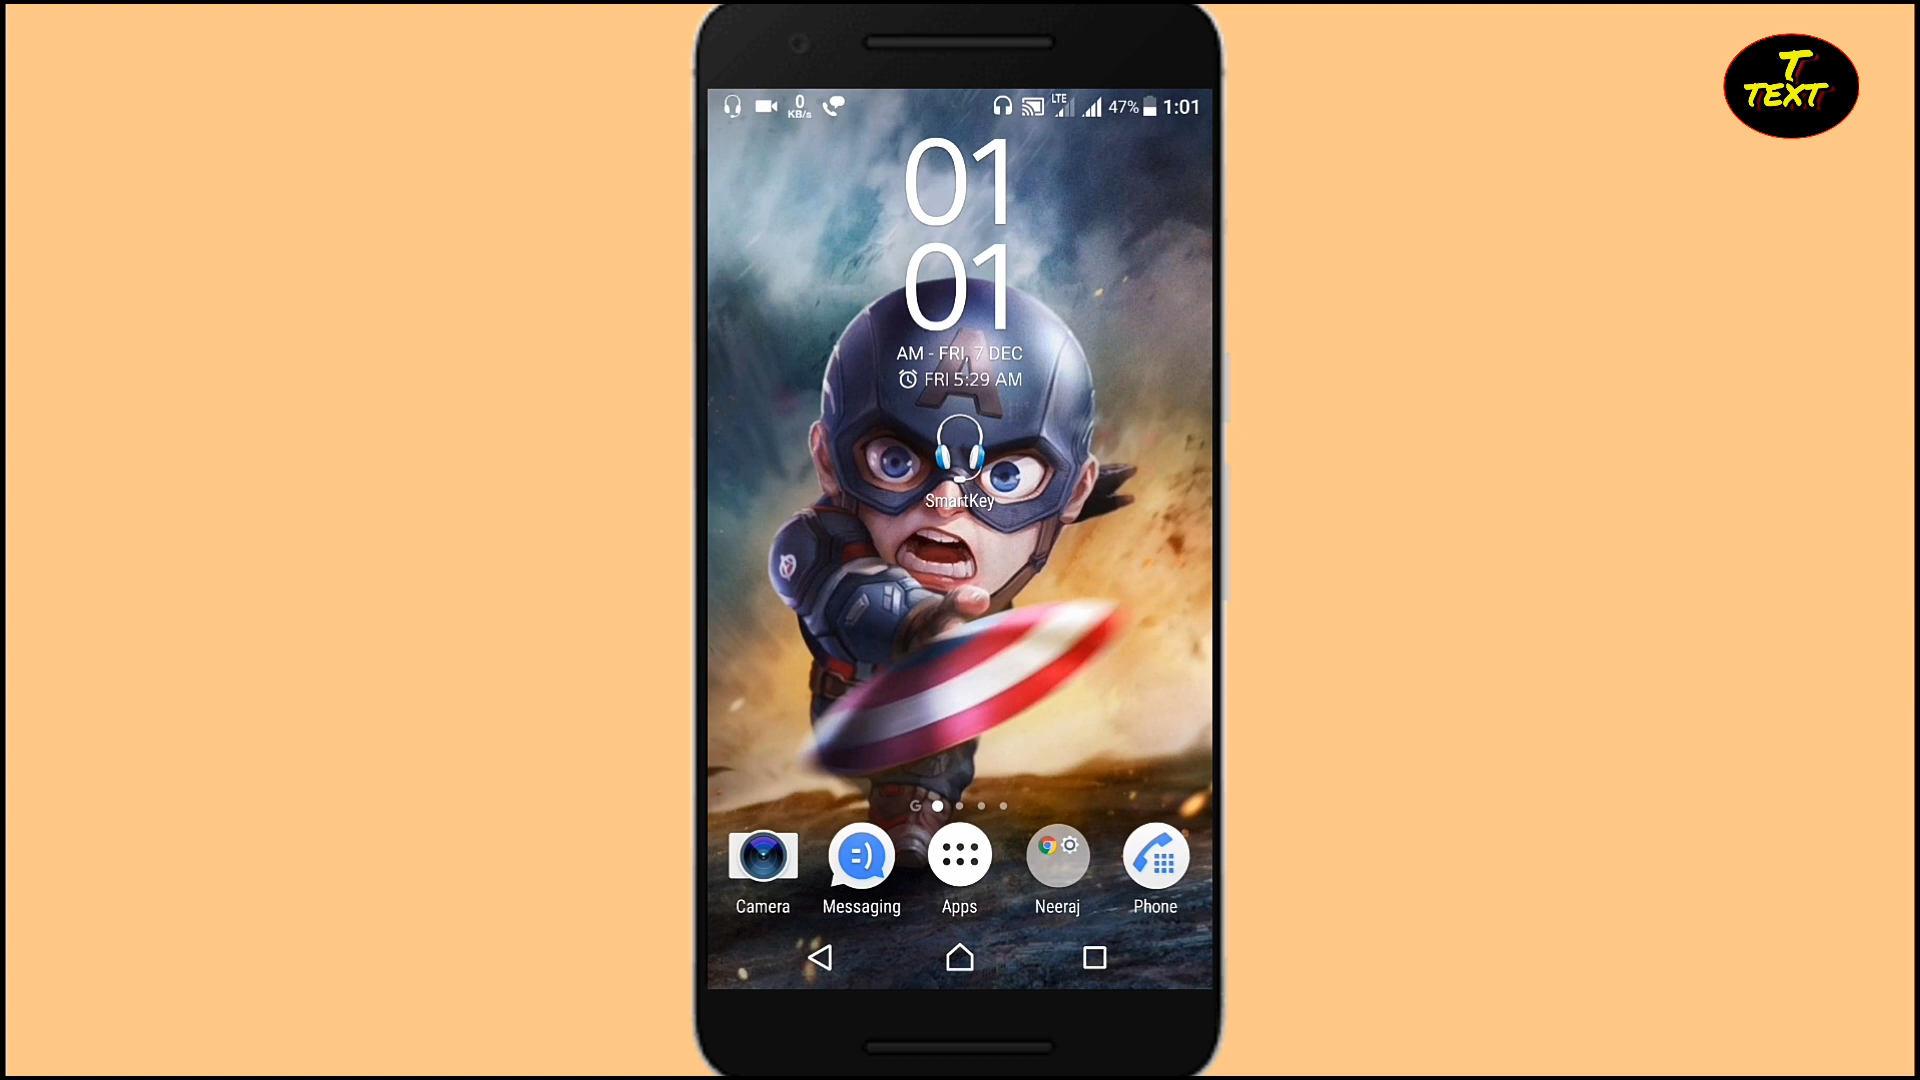 T
TEXT
0
KB/s
LTE
47%
1:01
01
01
AM - FRI, 7 DEC
FRI 5:29 AM
SmartKey
G
Camera
Messaging
Apps
Neeraj
Phone